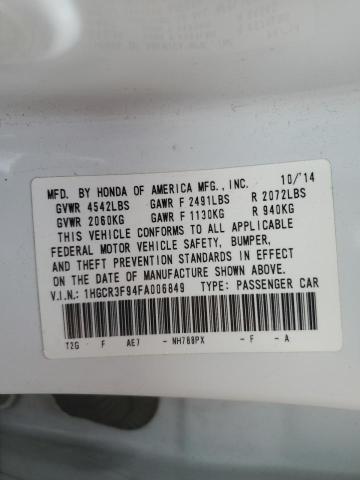 MFD. BY HONDA OF AMERICA MFG., INC. 10/'14
GVWR 4542LBS GAWR F 2491LBS R 2072LBS
GVWR 2060KG GAWR F 1130KG R 940KG
THIS VEHICLE CONFORMS TO ALL APPLICABLE
FEDERAL MOTOR VEHICLE SAFETY, BUMPER,
AND THEFT PREVENTION STANDARDS IN EFFECT
ON THE DATE OF MANUFACTURE SHOWN ABOVE.
V.I.N.: 1HGCR3F94FA006849 TYPE: PASSENGER CAR
T2G F AE7 -NH788PX -F -A